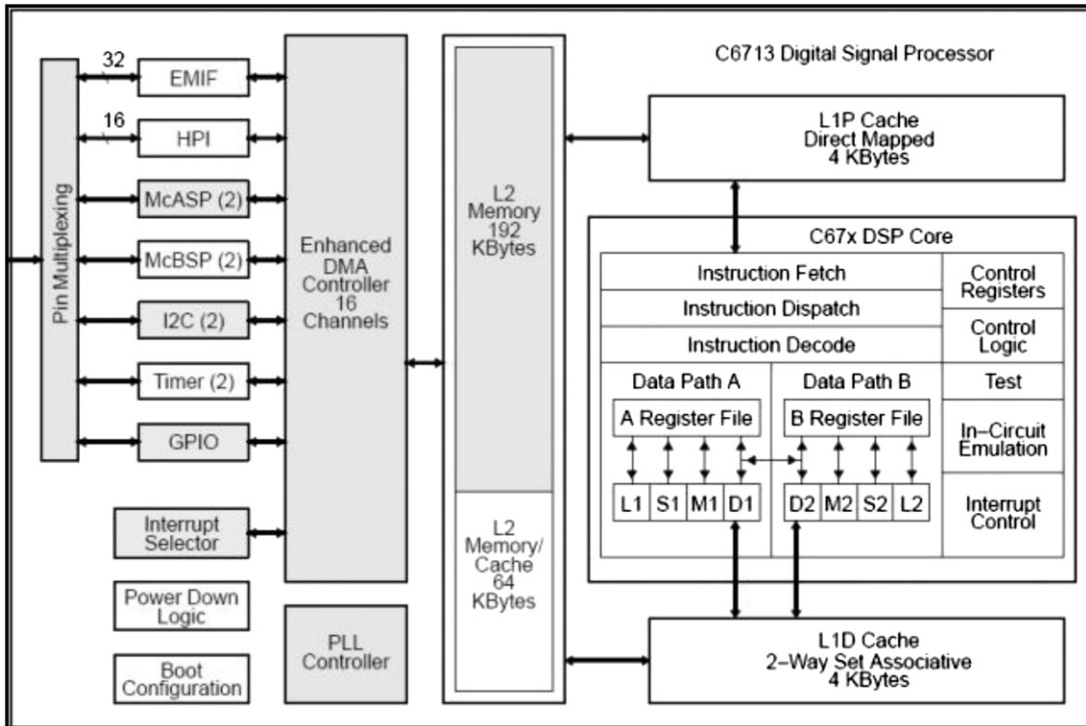 32
EMIF
16
HPI
McASP (2)
McBSP (2)
I2C (2)
Timer (2)
GPIO
Pin Multiplexing
Interrupt
Selector
Power Down
Logic
Boot
Configuration
Enhanced
DMA
Controller
16
Channels
PLL
Controller
L2
Memory
192
KBytes
L2
Memory/
Cache
64
KBytes
C6713 Digital Signal Processor
L1P Cache
Direct Mapped
4 KBytes
C67x DSP Core
Instruction Fetch
Instruction Dispatch
Instruction Decode
Control
Registers
Control
Logic
Test
In–Circuit
Emulation
Interrupt
Control
Data Path A
A Register File
L1 S1 M1 D1
Data Path B
B Register File
D2 M2 S2 L2
L1D Cache
2–Way Set Associative
4 KBytes